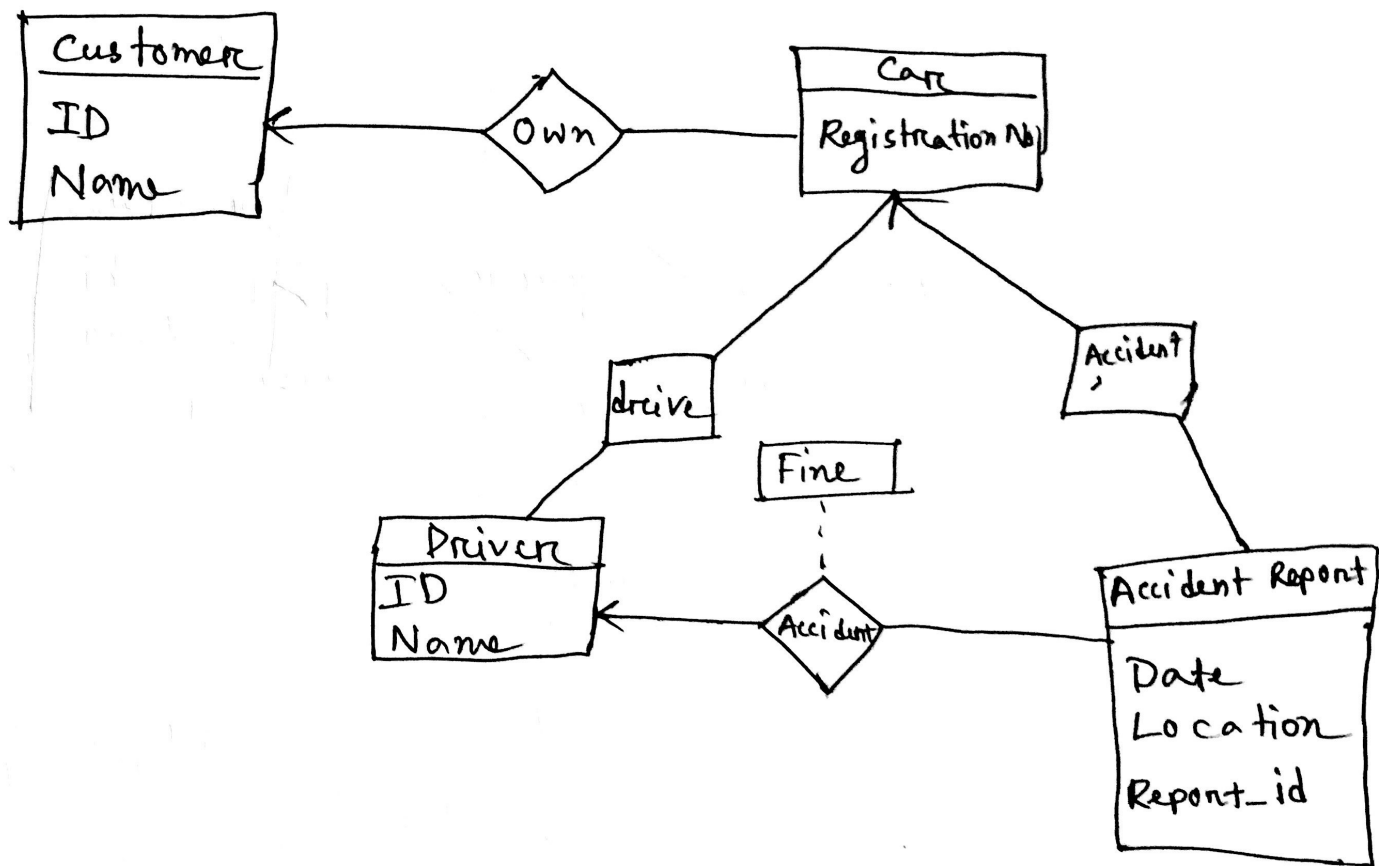 Customer
ID
Name
Own
Car
Registration No
drive
Accident
Fine
Driver
ID
Name
Accident
Accident Report
Date
Location
Report_id